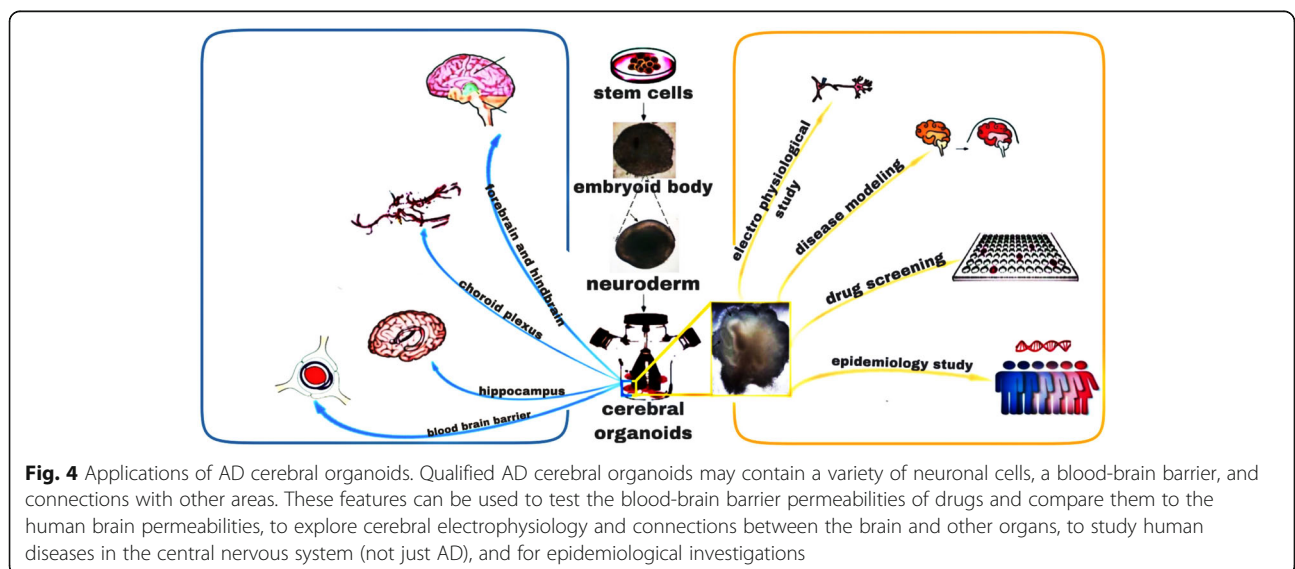 stem cells
embryoid body
neuroderm
cerebral
organoids
forebrain and hindbrain
choroid plexus
hippocampus
blood brain barrier
electro physiological
study
disease modeling
drug screening
epidemiology study
Fig. 4 Applications of AD cerebral organoids. Qualified AD cerebral organoids may contain a variety of neuronal cells, a blood-brain barrier, and
connections with other areas. These features can be used to test the blood-brain barrier permeabilities of drugs and compare them to the
human brain permeabilities, to explore cerebral electrophysiology and connections between the brain and other organs, to study human
diseases in the central nervous system (not just AD), and for epidemiological investigations